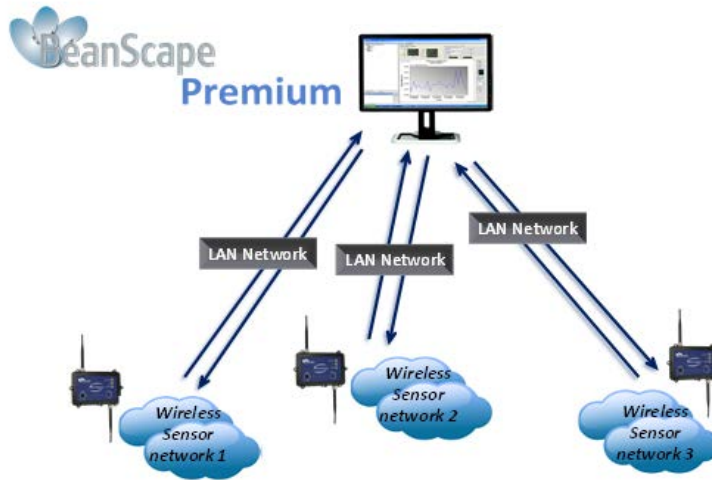 BeanScape
Premium
LAN Network
LAN Network
LAN Network
Wireless
Sensor
network 1
Wireless
Sensor
network 2
Wireless
Sensor
network 3